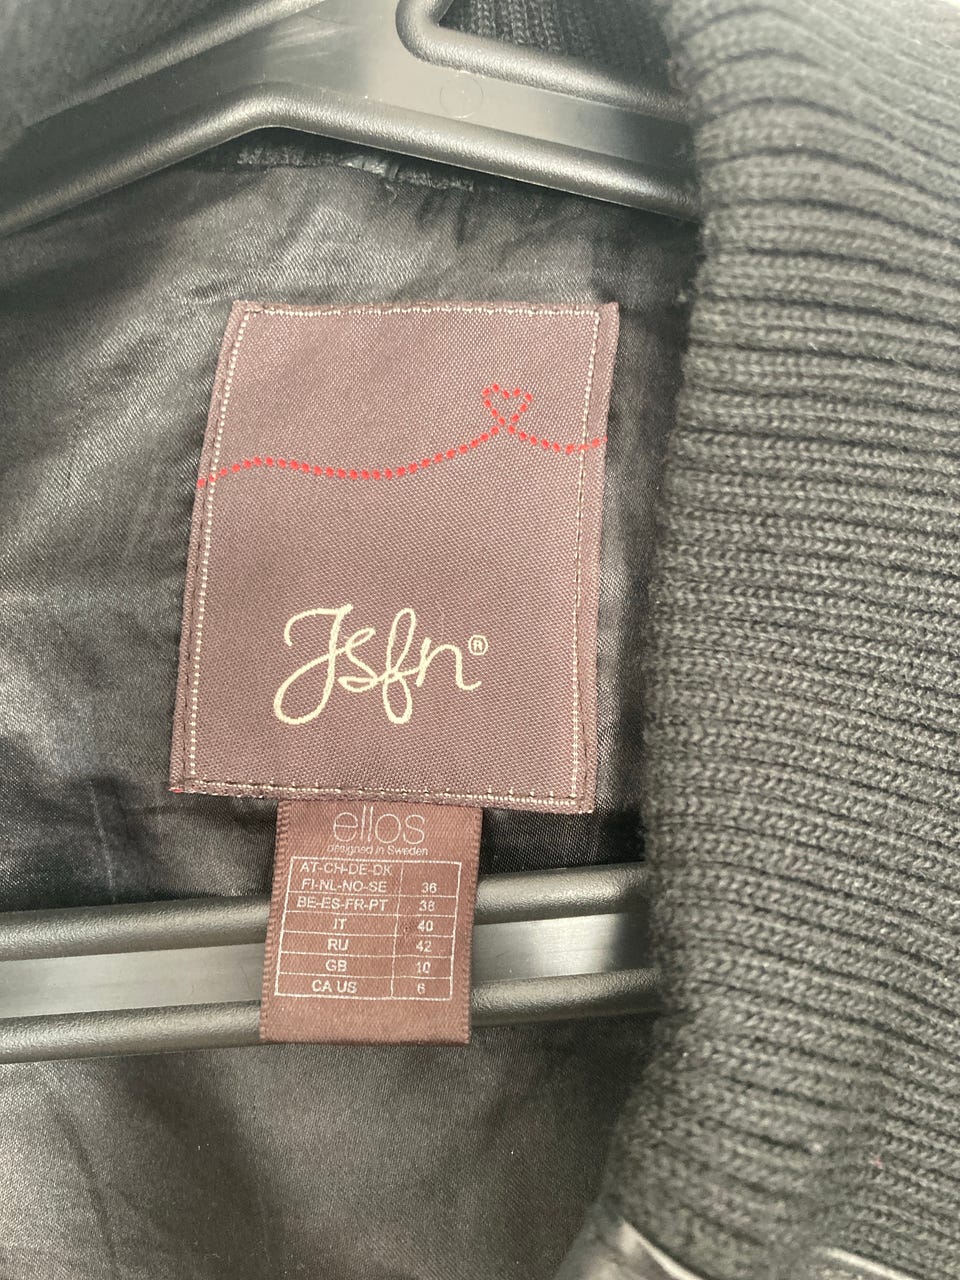 Jsfn®
ellos
designed in Sweden
AT-CH-DE-DK
FI-NL-NO-SE 36
BE-ES-FR-PT 38
IT 40
RU 42
GB 10
CA US 6